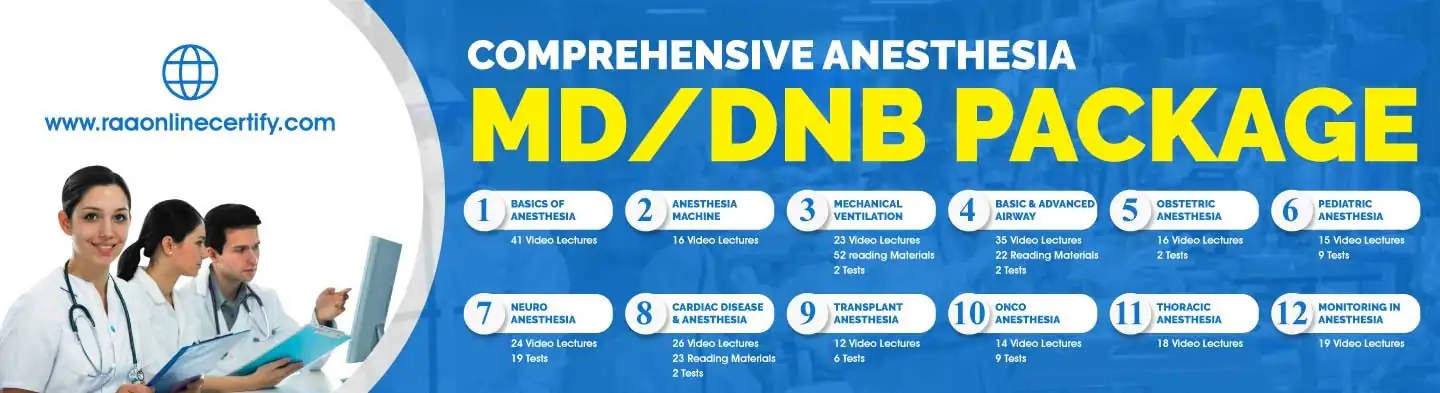 www.raaonlinecertify.com
COMPREHENSIVE ANESTHESIA
MD/DNB PACKAGE
1 BASICS OF
ANESTHESIA
41 Video Lectures
2 ANESTHESIA
MACHINE
16 Video Lectures
3 MECHANICAL
VENTILATION
23 Video Lectures
52 reading Materials
2 Tests
4 BASIC & ADVANCED
AIRWAY
35 Video Lectures
22 Reading Materials
2 Tests
5 OBSTETRIC
ANESTHESIA
16 Video Lectures
2 Tests
6 PEDIATRIC
ANESTHESIA
15 Video Lectures
9 Tests
7 NEURO
ANESTHESIA
24 Video Lectures
19 Tests
8 CARDIAC DISEASE
& ANESTHESIA
26 Video Lectures
23 Reading Materials
2 Tests
9 TRANSPLANT
ANESTHESIA
12 Video Lectures
6 Tests
10 ONCO
ANESTHESIA
14 Video Lectures
9 Tests
11 THORACIC
ANESTHESIA
18 Video Lectures
12 MONITORING IN
ANESTHESIA
19 Video Lectures